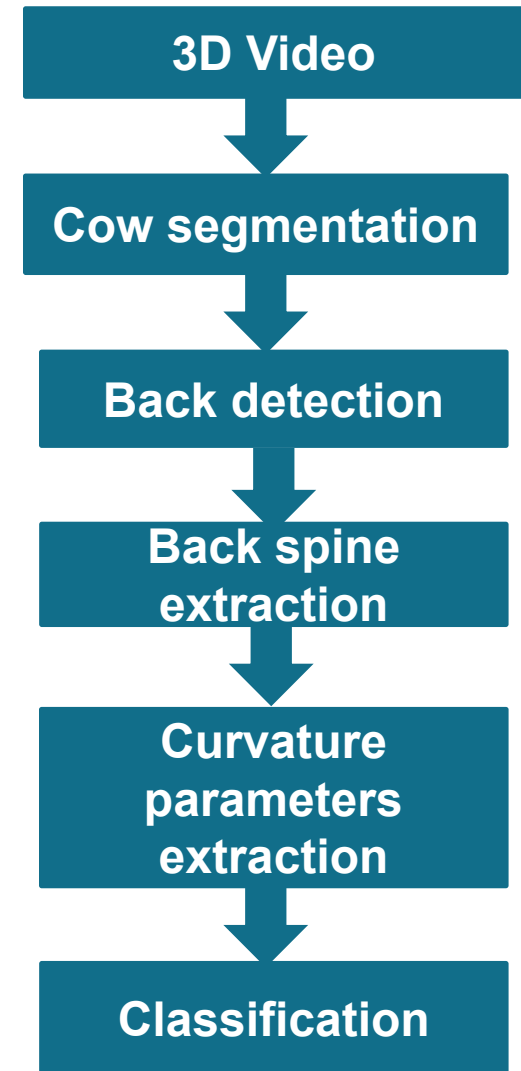 3D Video
Cow segmentation
Back detection
Back spine
extraction
Curvature
parameters
extraction
Classification